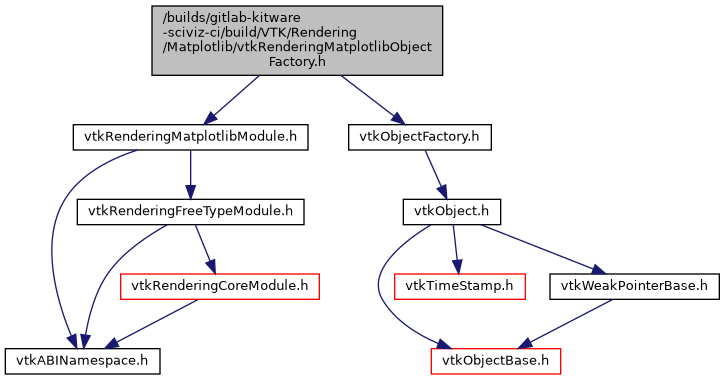 /builds/gitlab-kitware
-sciviz-ci/build/VTK/Rendering
/Matplotlib/vtkRenderingMatplotlibObject
Factory.h
vtkRenderingMatplotlibModule.h
vtkObjectFactory.h
vtkRenderingFreeTypeModule.h
vtkObject.h
vtkRenderingCoreModule.h
vtkTimeStamp.h
vtkWeakPointerBase.h
vtkABINamespace.h
vtkObjectBase.h